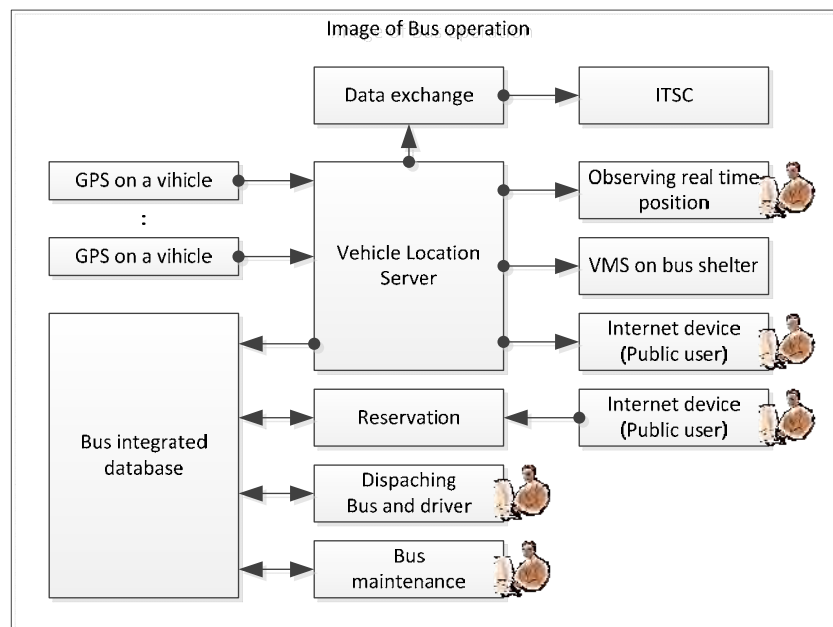 Image of Bus operation
Data exchange
ITSC
GPS on a vihicle
:
GPS on a vihicle
Vehicle Location
Server
Observing real time
position
VMS on bus shelter
Internet device
(Public user)
Bus integrated
database
Reservation
Internet device
(Public user)
Dispaching
Bus and driver
Bus
maintenance